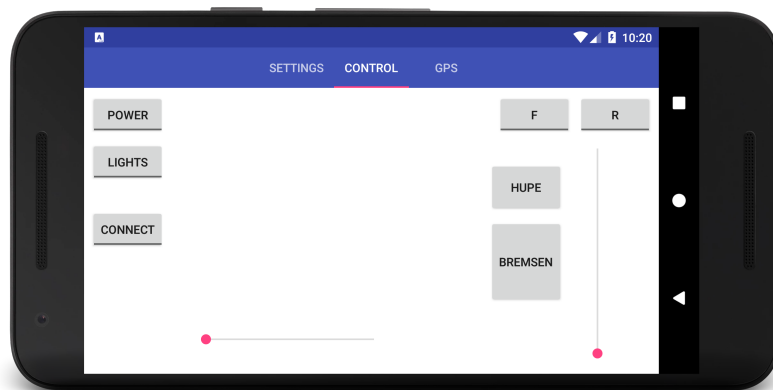 A 10:20
SETTINGS CONTROL GPS
POWER F R
LIGHTS
HUPE
CONNECT
BREMSEN